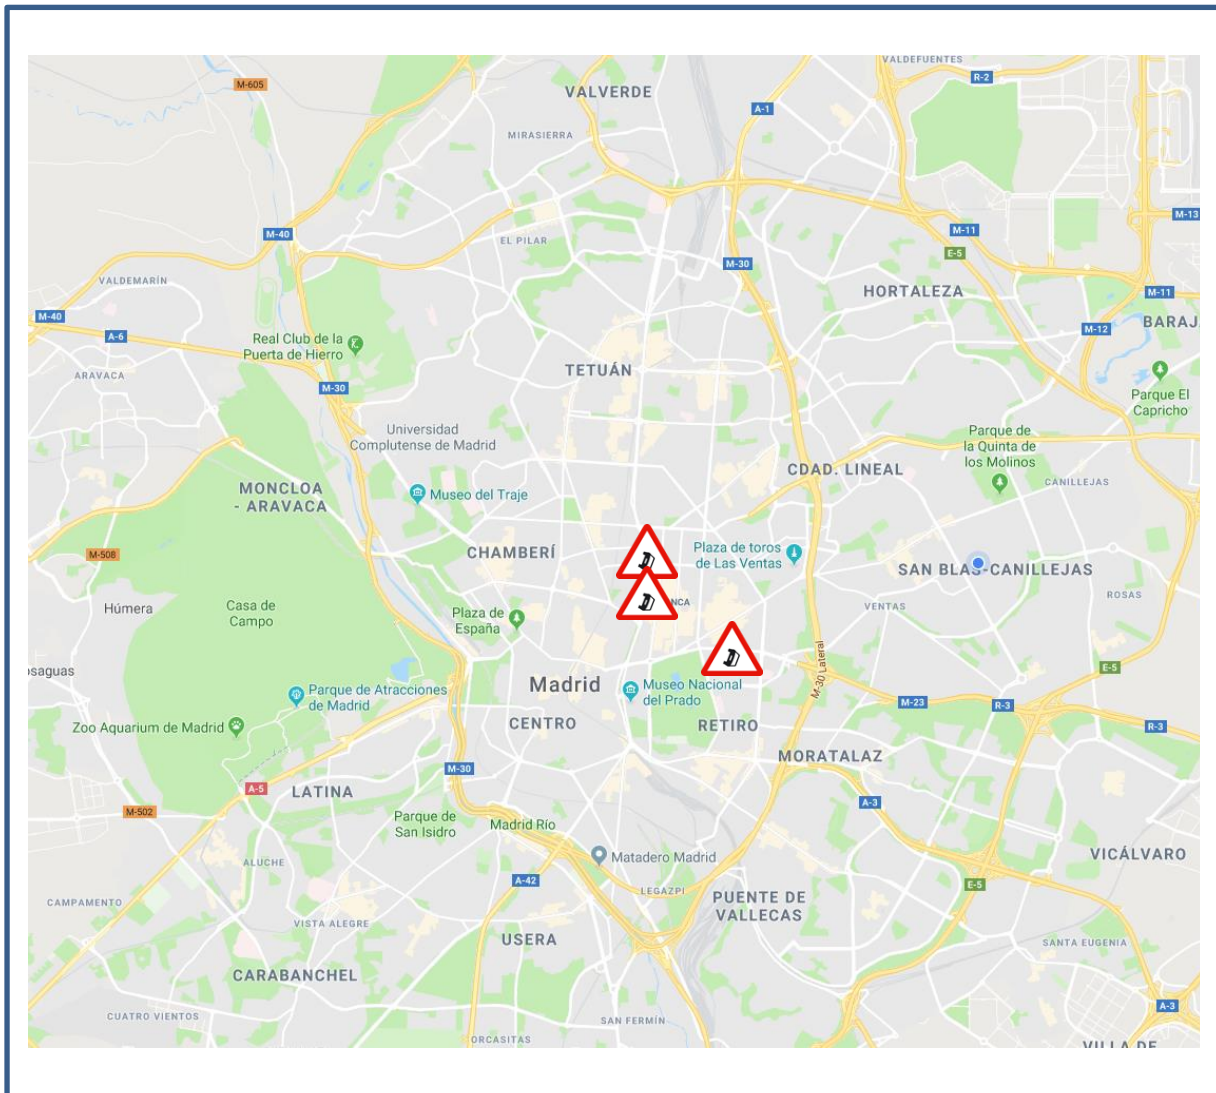 VALDEFUENTES
R-2
M-605
VALVERDE
A-1
MIRASIERRA
M-13
M-40
EL PILAR
M-11
E-5
M-30
VALDEMARÍN
HORTALEZA
M-11
M-40
A-6
Real Club de la
Puerta de Hierro
M-12
BARAJ
ARAVACA
TETUÁN
M-30
Parque El
Capricho
Universidad
Complutense de Madrid
Parque de
la Quinta de
los Molinos
CDAD. LINEAL
CANILLEJAS
MONCLOA
- ARAVACA
Museo del Traje
M-508
CHAMBERÍ
Plaza de toros
de Las Ventas
SAN BLAS-CANILLEJAS
ROSAS
Húmera
Casa de
Campo
Plaza de
España
NCA
VENTAS
osaguas
M-30 Lateral
E-5
Madrid
Museo Nacional
del Prado
Parque de Atracciones
de Madrid
M-23
R-3
R-3
Zoo Aquarium de Madrid
CENTRO
RETIRO
MORATALAZ
M-30
A-5
LATINA
M-502
A-3
Parque de
San Isidro
Madrid Río
Matadero Madrid
VICÁLVARO
ALUCHE
A-42
LEGAZPI
E-5
CAMPAMENTO
PUENTE DE
VALLECAS
VISTA ALEGRE
USERA
SANTA EUGENIA
CARABANCHEL
A-3
CUATRO VIENTOS
SAN FERMÍN
ORCASITAS
VILLA DE